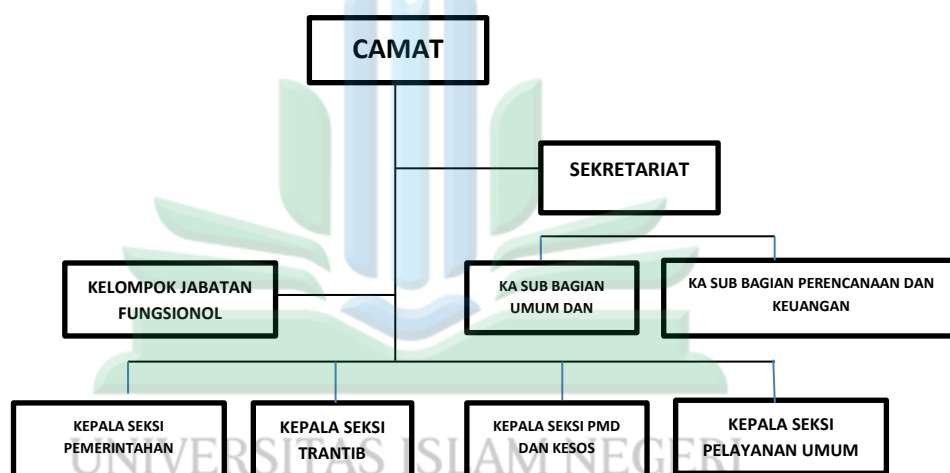 CAMAT
SEKRETARIAT
KELOMPOK JABATAN
FUNGSIONOL
KA SUB BAGIAN
UMUM DAN
KA SUB BAGIAN PERENCANAAN DAN
KEUANGAN
KEPALA SEKSI
PEMERINTAHAN
KEPALA SEKSI
TRANTIB
KEPALA SEKSI PMD
DAN KESOS
KEPALA SEKSI
PELAYANAN UMUM
UNIVERSITAS ISLAM NEGERI